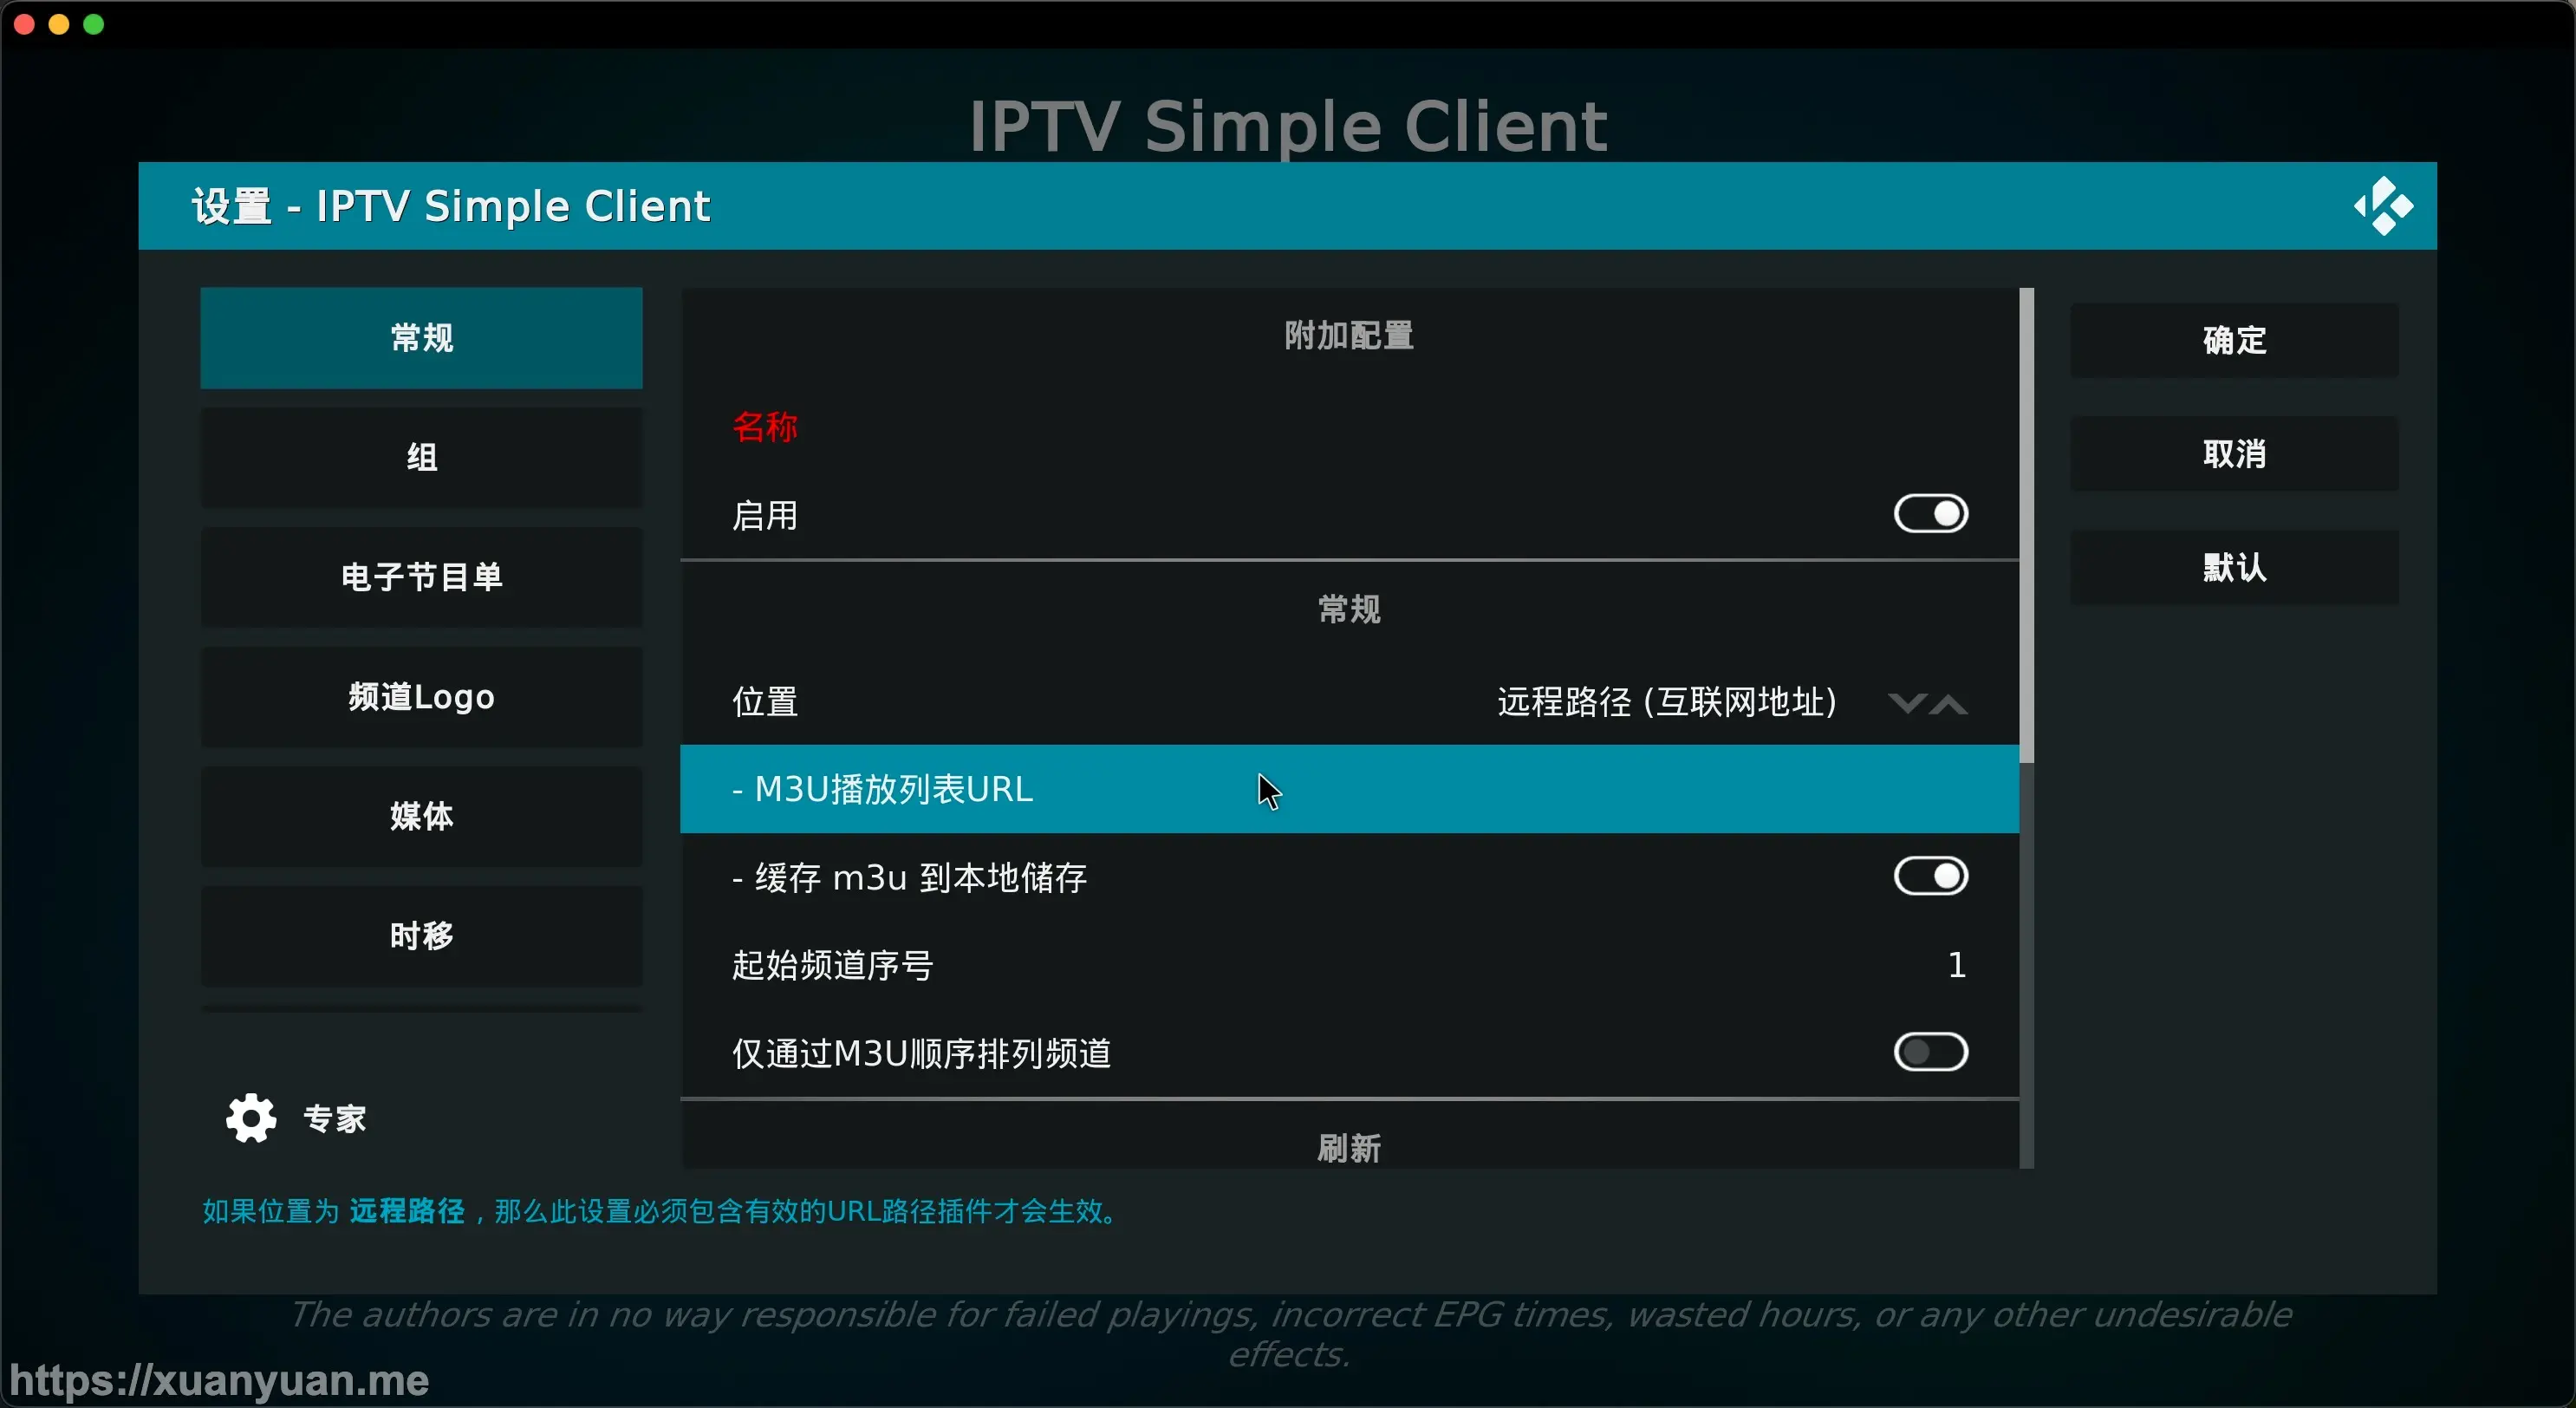 IPTV Simple Client
设置 - IPTV Simple Client
常规
组
电子节目单
频道Logo
媒体
时移
专家
附加配置
名称
启用
常规
位置 远程路径 (互联网地址)
- M3U播放列表URL
- 缓存 m3u 到本地储存
起始频道序号 1
仅通过M3U顺序排列频道
刷新
确定
取消
默认
如果位置为 远程路径，那么此设置必须包含有效的URL路径插件才会生效。
The authors are in no way responsible for failed playings, incorrect EPG times, wasted hours, or any other undesirable
effects.
https://xuanyuan.me